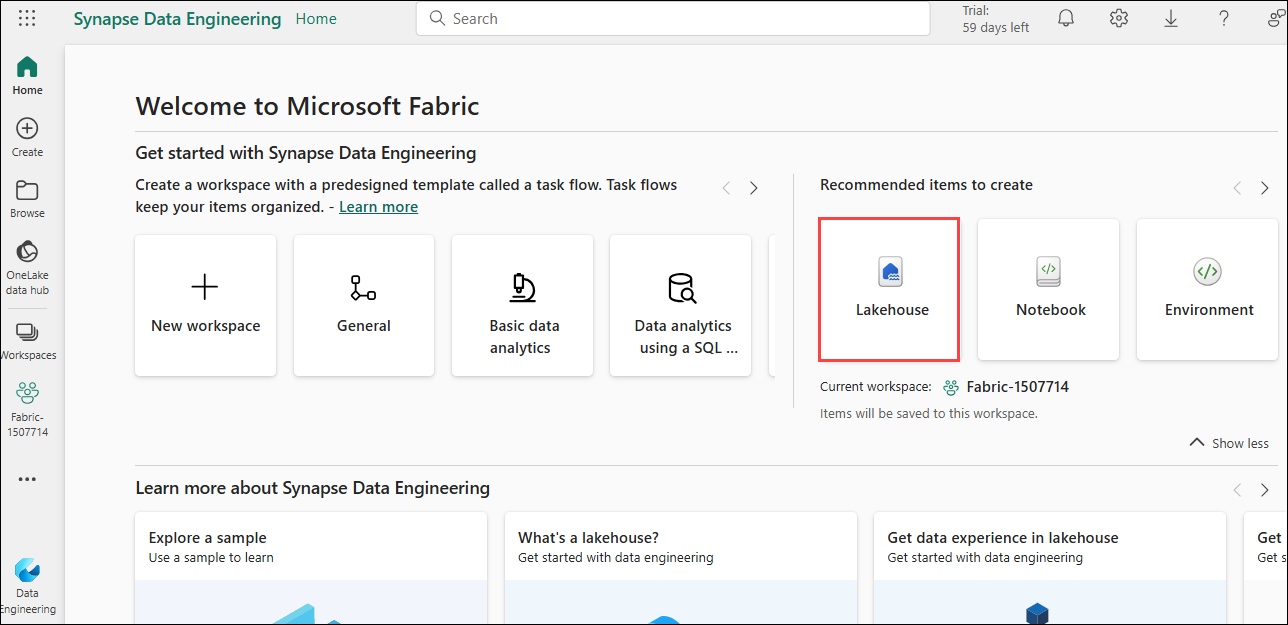 Synapse Data Engineering Home
Search
Trial:
59 days left
Home
Create
Browse
OneLake
data hub
Workspaces
Fabric-
1507714
Data
Engineering
Welcome to Microsoft Fabric
Get started with Synapse Data Engineering
Create a workspace with a predesigned template called a task flow. Task flows
keep your items organized. - Learn more
New workspace
General
Basic data
analytics
Data analytics
using a SQL ...
Recommended items to create
Lakehouse
Notebook
Environment
Current workspace: Fabric-1507714
Items will be saved to this workspace.
Show less
Learn more about Synapse Data Engineering
Explore a sample
Use a sample to learn
What's a lakehouse?
Get started with data engineering
Get data experience in lakehouse
Get started with data engineering
Get
Get s